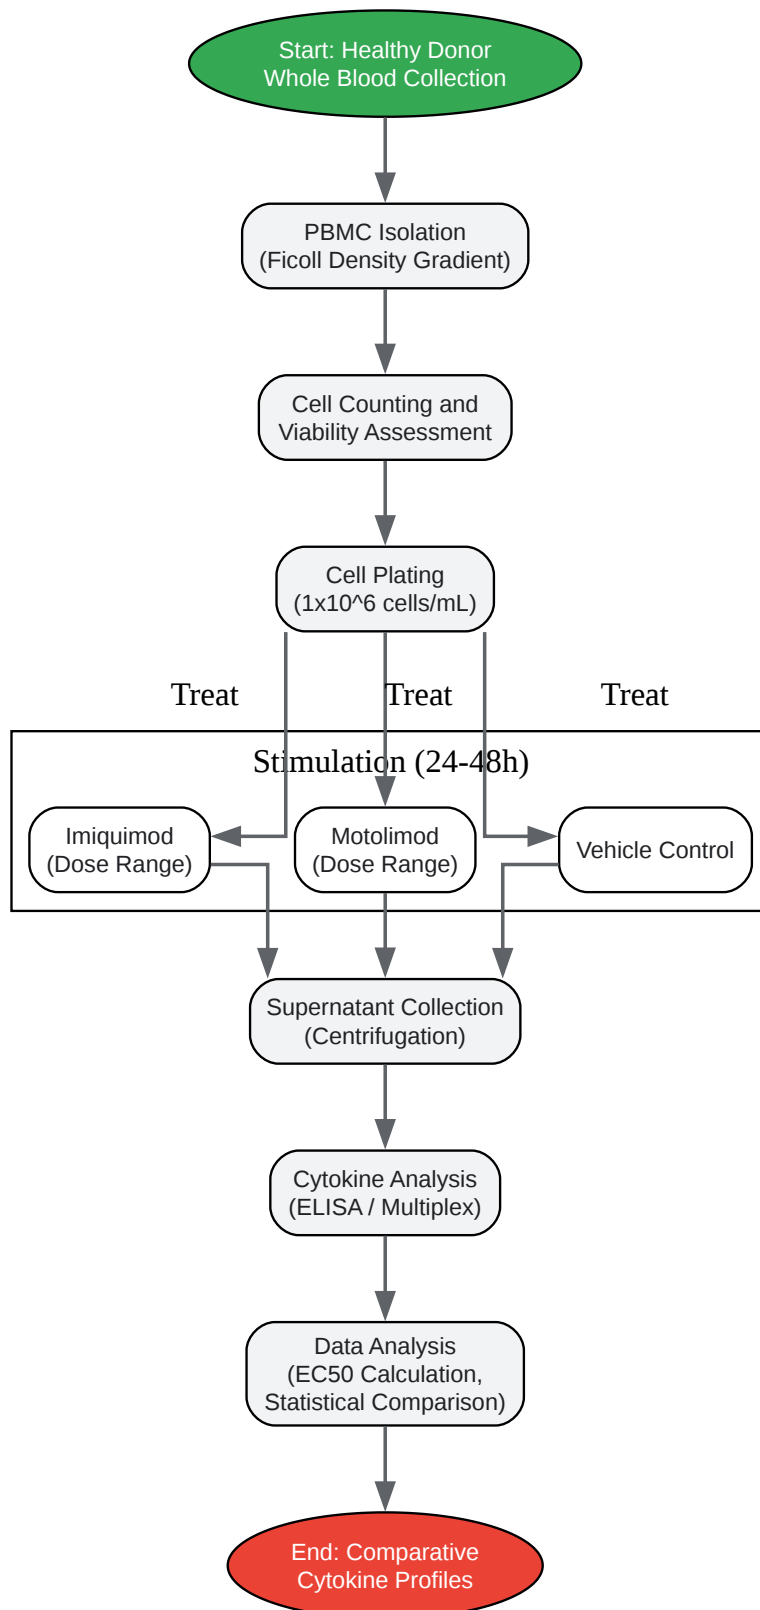 Start: Healthy Donor
Whole Blood Collection
PBMC Isolation
(Ficoll Density Gradient)
Cell Counting and
Viability Assessment
Cell Plating
(1x10^6 cells/mL)
Treat
Treat
Treat
Stimulation (24-48h)
Imiquimod
(Dose Range)
Motolimod
(Dose Range)
Vehicle Control
Supernatant Collection
(Centrifugation)
Cytokine Analysis
(ELISA / Multiplex)
Data Analysis
(EC50 Calculation,
Statistical Comparison)
End: Comparative
Cytokine Profiles